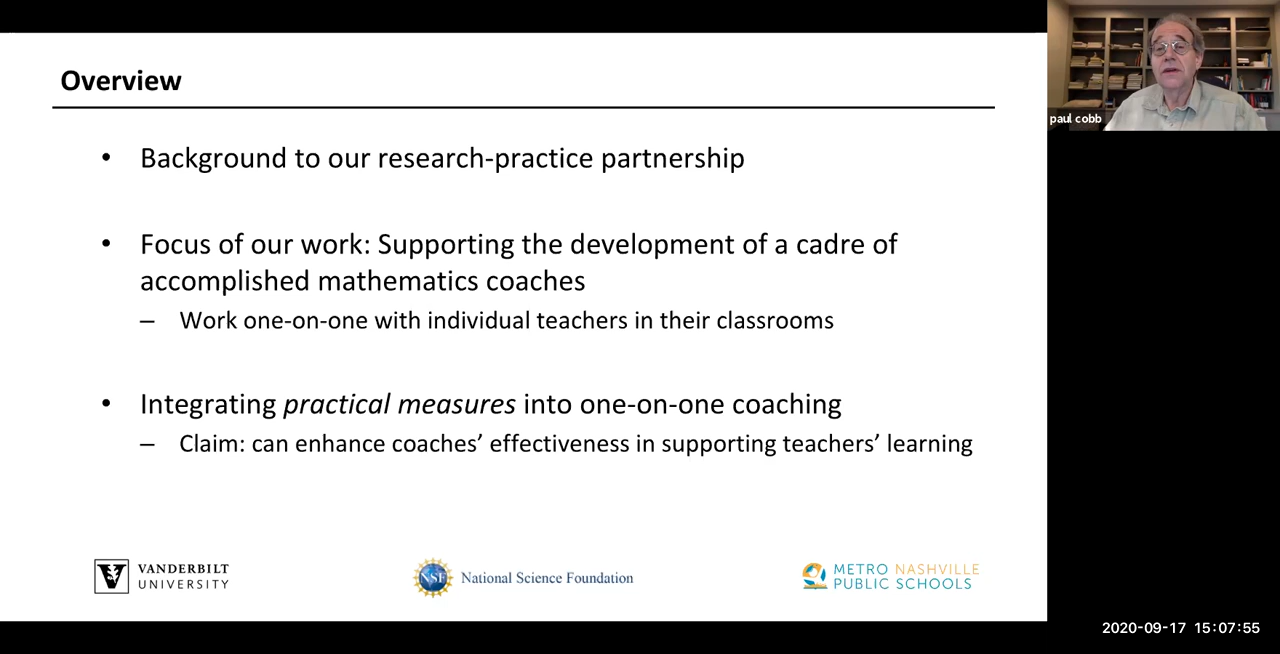 Overview
• Background to our research-practice partnership
• Focus of our work: Supporting the development of a cadre of
accomplished mathematics coaches
– Work one-on-one with individual teachers in their classrooms
• Integrating practical measures into one-on-one coaching
– Claim: can enhance coaches’ effectiveness in supporting teachers’ learning
V VANDERBILT
UNIVERSITY
NSF National Science Foundation
METRO NASHVILLE
PUBLIC SCHOOLS
paul cobb
2020-09-17 15:07:55